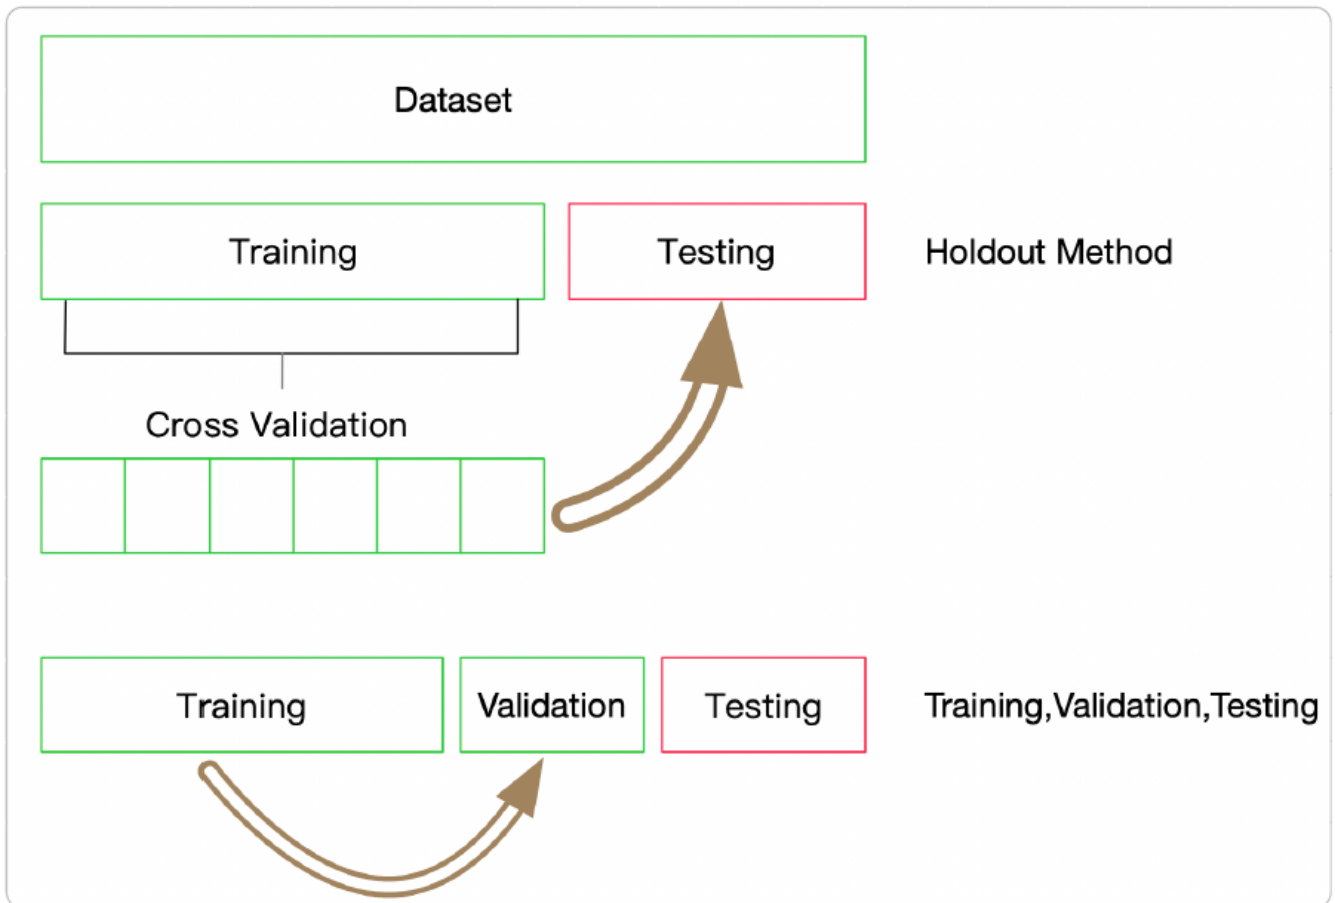 Dataset
Training
Testing
Holdout Method
Cross Validation
Training
Validation
Testing
Training,Validation,Testing